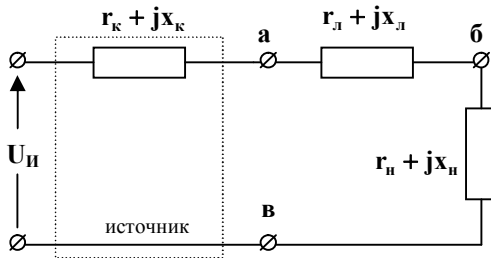 rк + jxк
rл + jxл
а
б
UИ
rн + jxн
в
источник